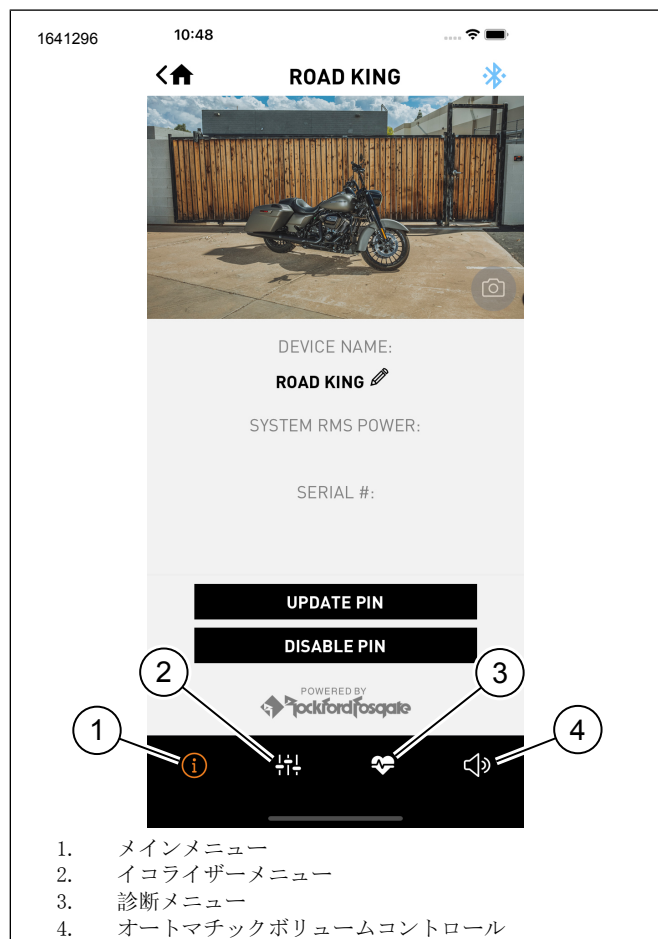 1641296
10:48
ROAD KING
DEVICE NAME:
ROAD KING
SYSTEM RMS POWER:
SERIAL #:
UPDATE PIN
DISABLE PIN
POWERED BY
Rockford fosgate
1
2
3
4
1. メインメニュー
2. イコライザーメニュー
3. 診断メニュー
4. オートマチックボリュームコントロール